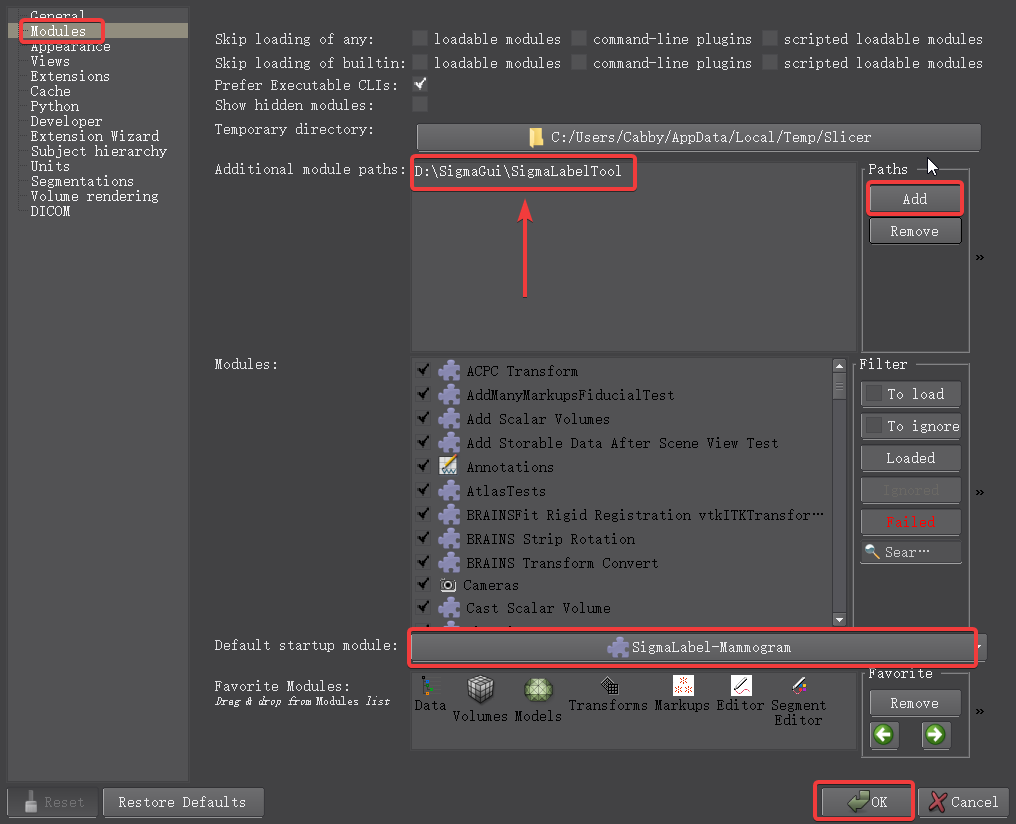 General
Modules
Appearance
Views
Extensions
Cache
Python
Developer
Extension Wizard
Subject hierarchy
Units
Segmentations
Volume rendering
DICOM
Skip loading of any: loadable modules command-line plugins scripted loadable modules
Skip loading of builtin: loadable modules command-line plugins scripted loadable modules
Prefer Executable CLIs:
Show hidden modules:
Temporary directory: C:/Users/Cabby/AppData/Local/Temp/Slicer
Additional module paths: D:\SigmaGui\SigmaLabelTool
Paths
Add
Remove
»
Modules:
ACPC Transform
AddManyMarkupsFiducialTest
Add Scalar Volumes
Add Storable Data After Scene View Test
Annotations
AtlasTests
BRAINSFit Rigid Registration vtkITKTransfor…
BRAINS Strip Rotation
BRAINS Transform Convert
Cameras
Cast Scalar Volume
Filter
To load
To ignore
Loaded
Ignored
Failed
Sear…
»
Default startup module: SigmaLabel-Mammogram
Favorite Modules:
Drag & drop from Modules list
Data
Volumes
Models
Transforms
Markups
Editor
Segment
Editor
Favorite
Remove
»
Reset
Restore Defaults
OK
Cancel